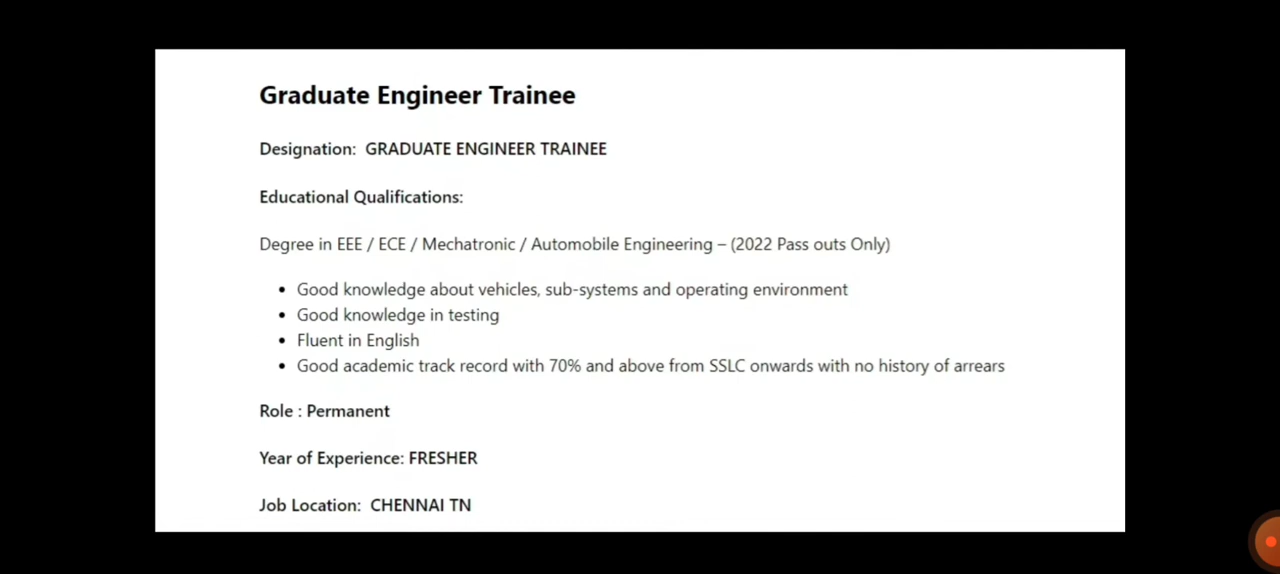 Graduate Engineer Trainee
Designation: GRADUATE ENGINEER TRAINEE
Educational Qualifications:
Degree in EEE / ECE / Mechatronic / Automobile Engineering – (2022 Pass outs Only)
• Good knowledge about vehicles, sub-systems and operating environment
• Good knowledge in testing
• Fluent in English
• Good academic track record with 70% and above from SSLC onwards with no history of arrears
Role : Permanent
Year of Experience: FRESHER
Job Location: CHENNAI TN